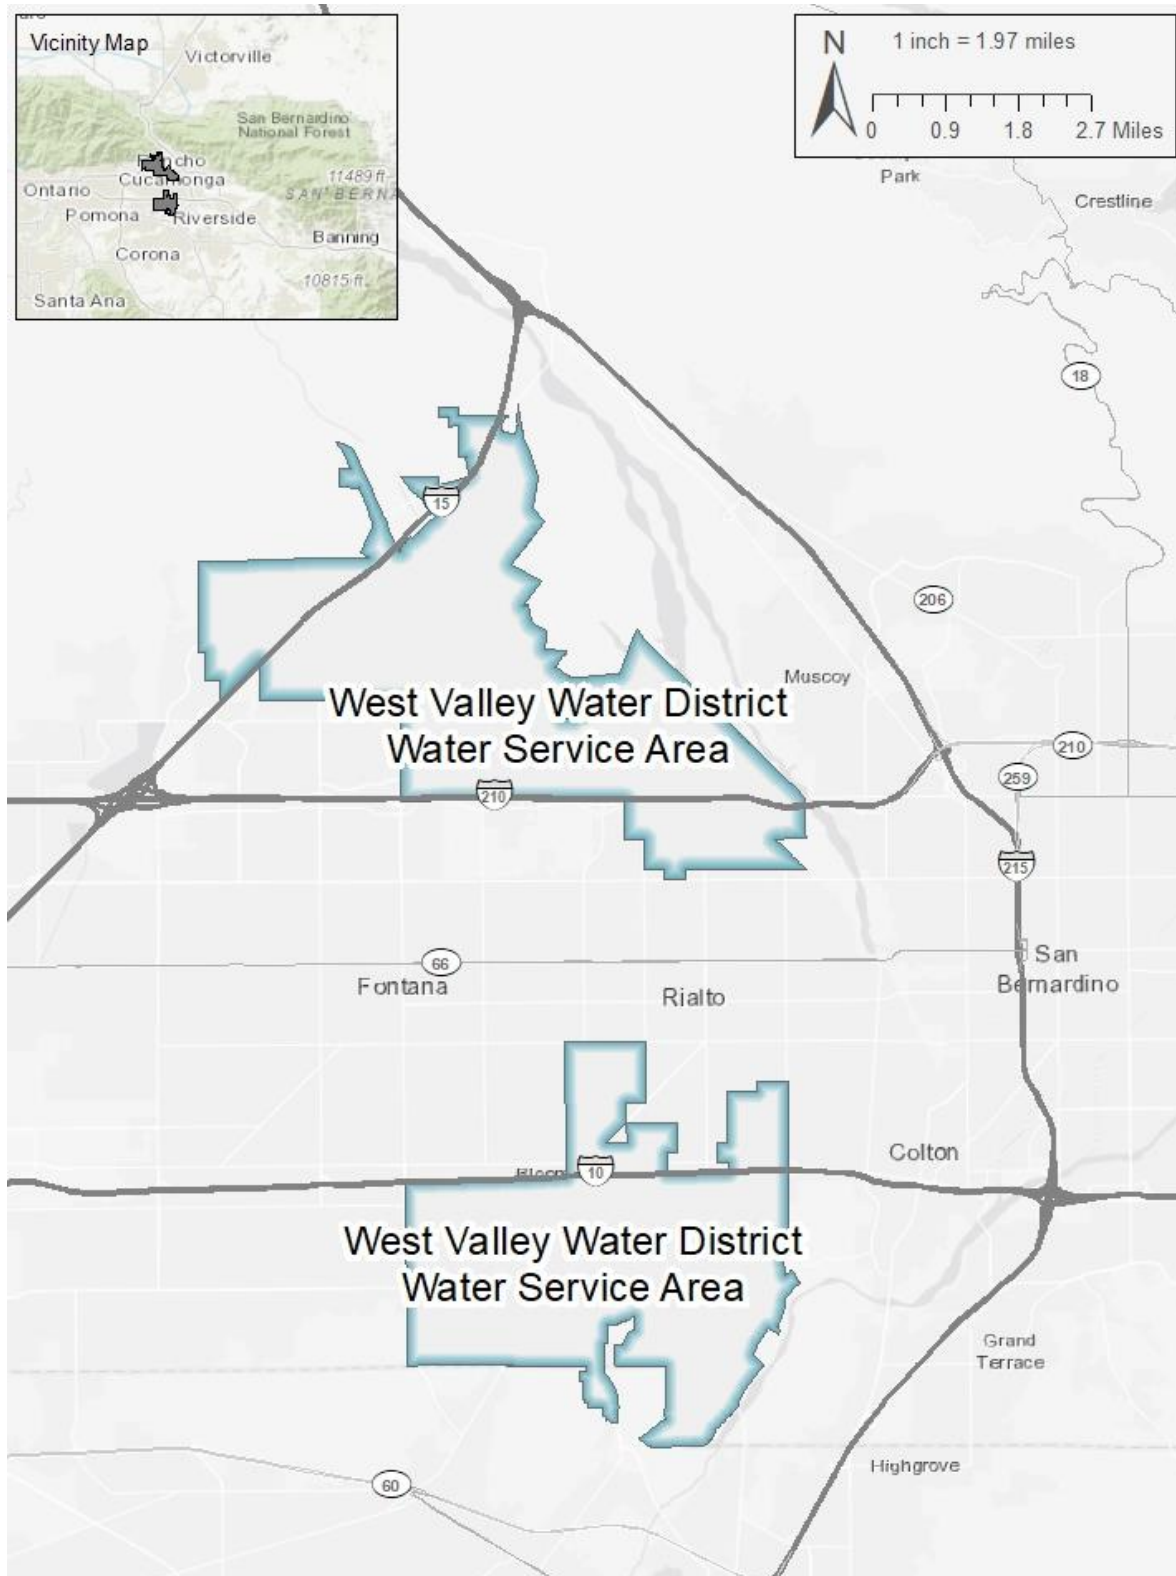 Vicinity Map
Victorville
San Bernardino
National Forest
Cucamonga
11489 ft
Ontario
SAN BERNA
Pomona
Riverside
Banning
Corona
10815 ft
Santa Ana
N
1 inch = 1.97 miles
0 0.9 1.8 2.7 Miles
Park
Crestline
18
15
206
Muscoy
West Valley Water District
Water Service Area
210
259
210
215
66
Fontana
Rialto
San
Bernardino
Colton
10
West Valley Water District
Water Service Area
Grand
Terrace
Highgrove
60